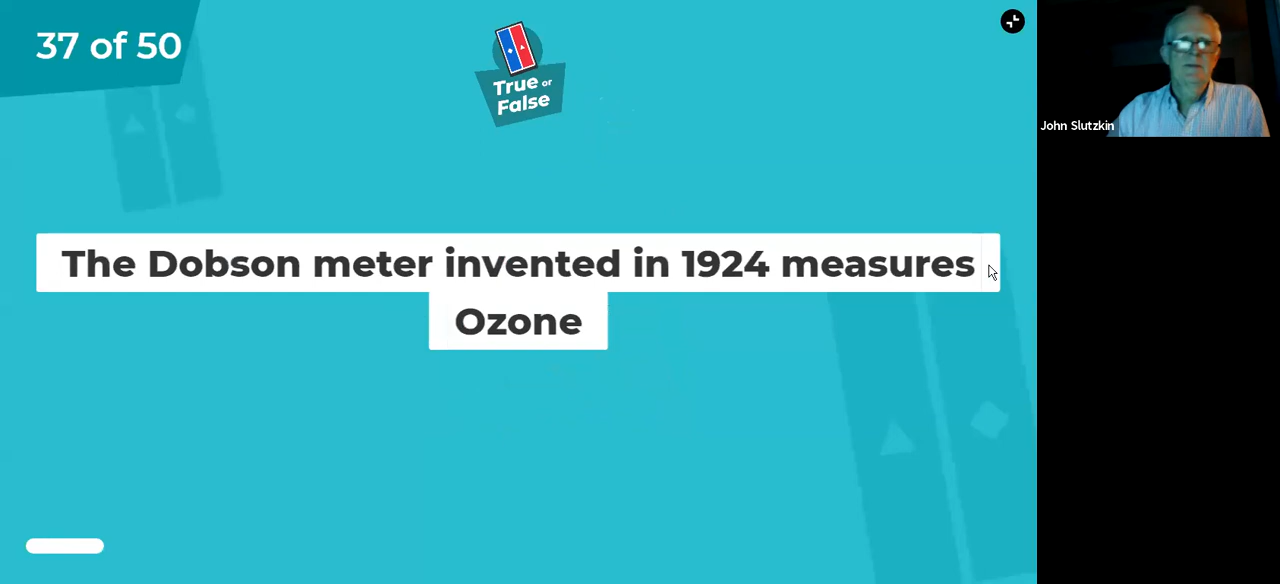 37 of 50
True or
False
The Dobson meter invented in 1924 measures
Ozone
John Slutzkin